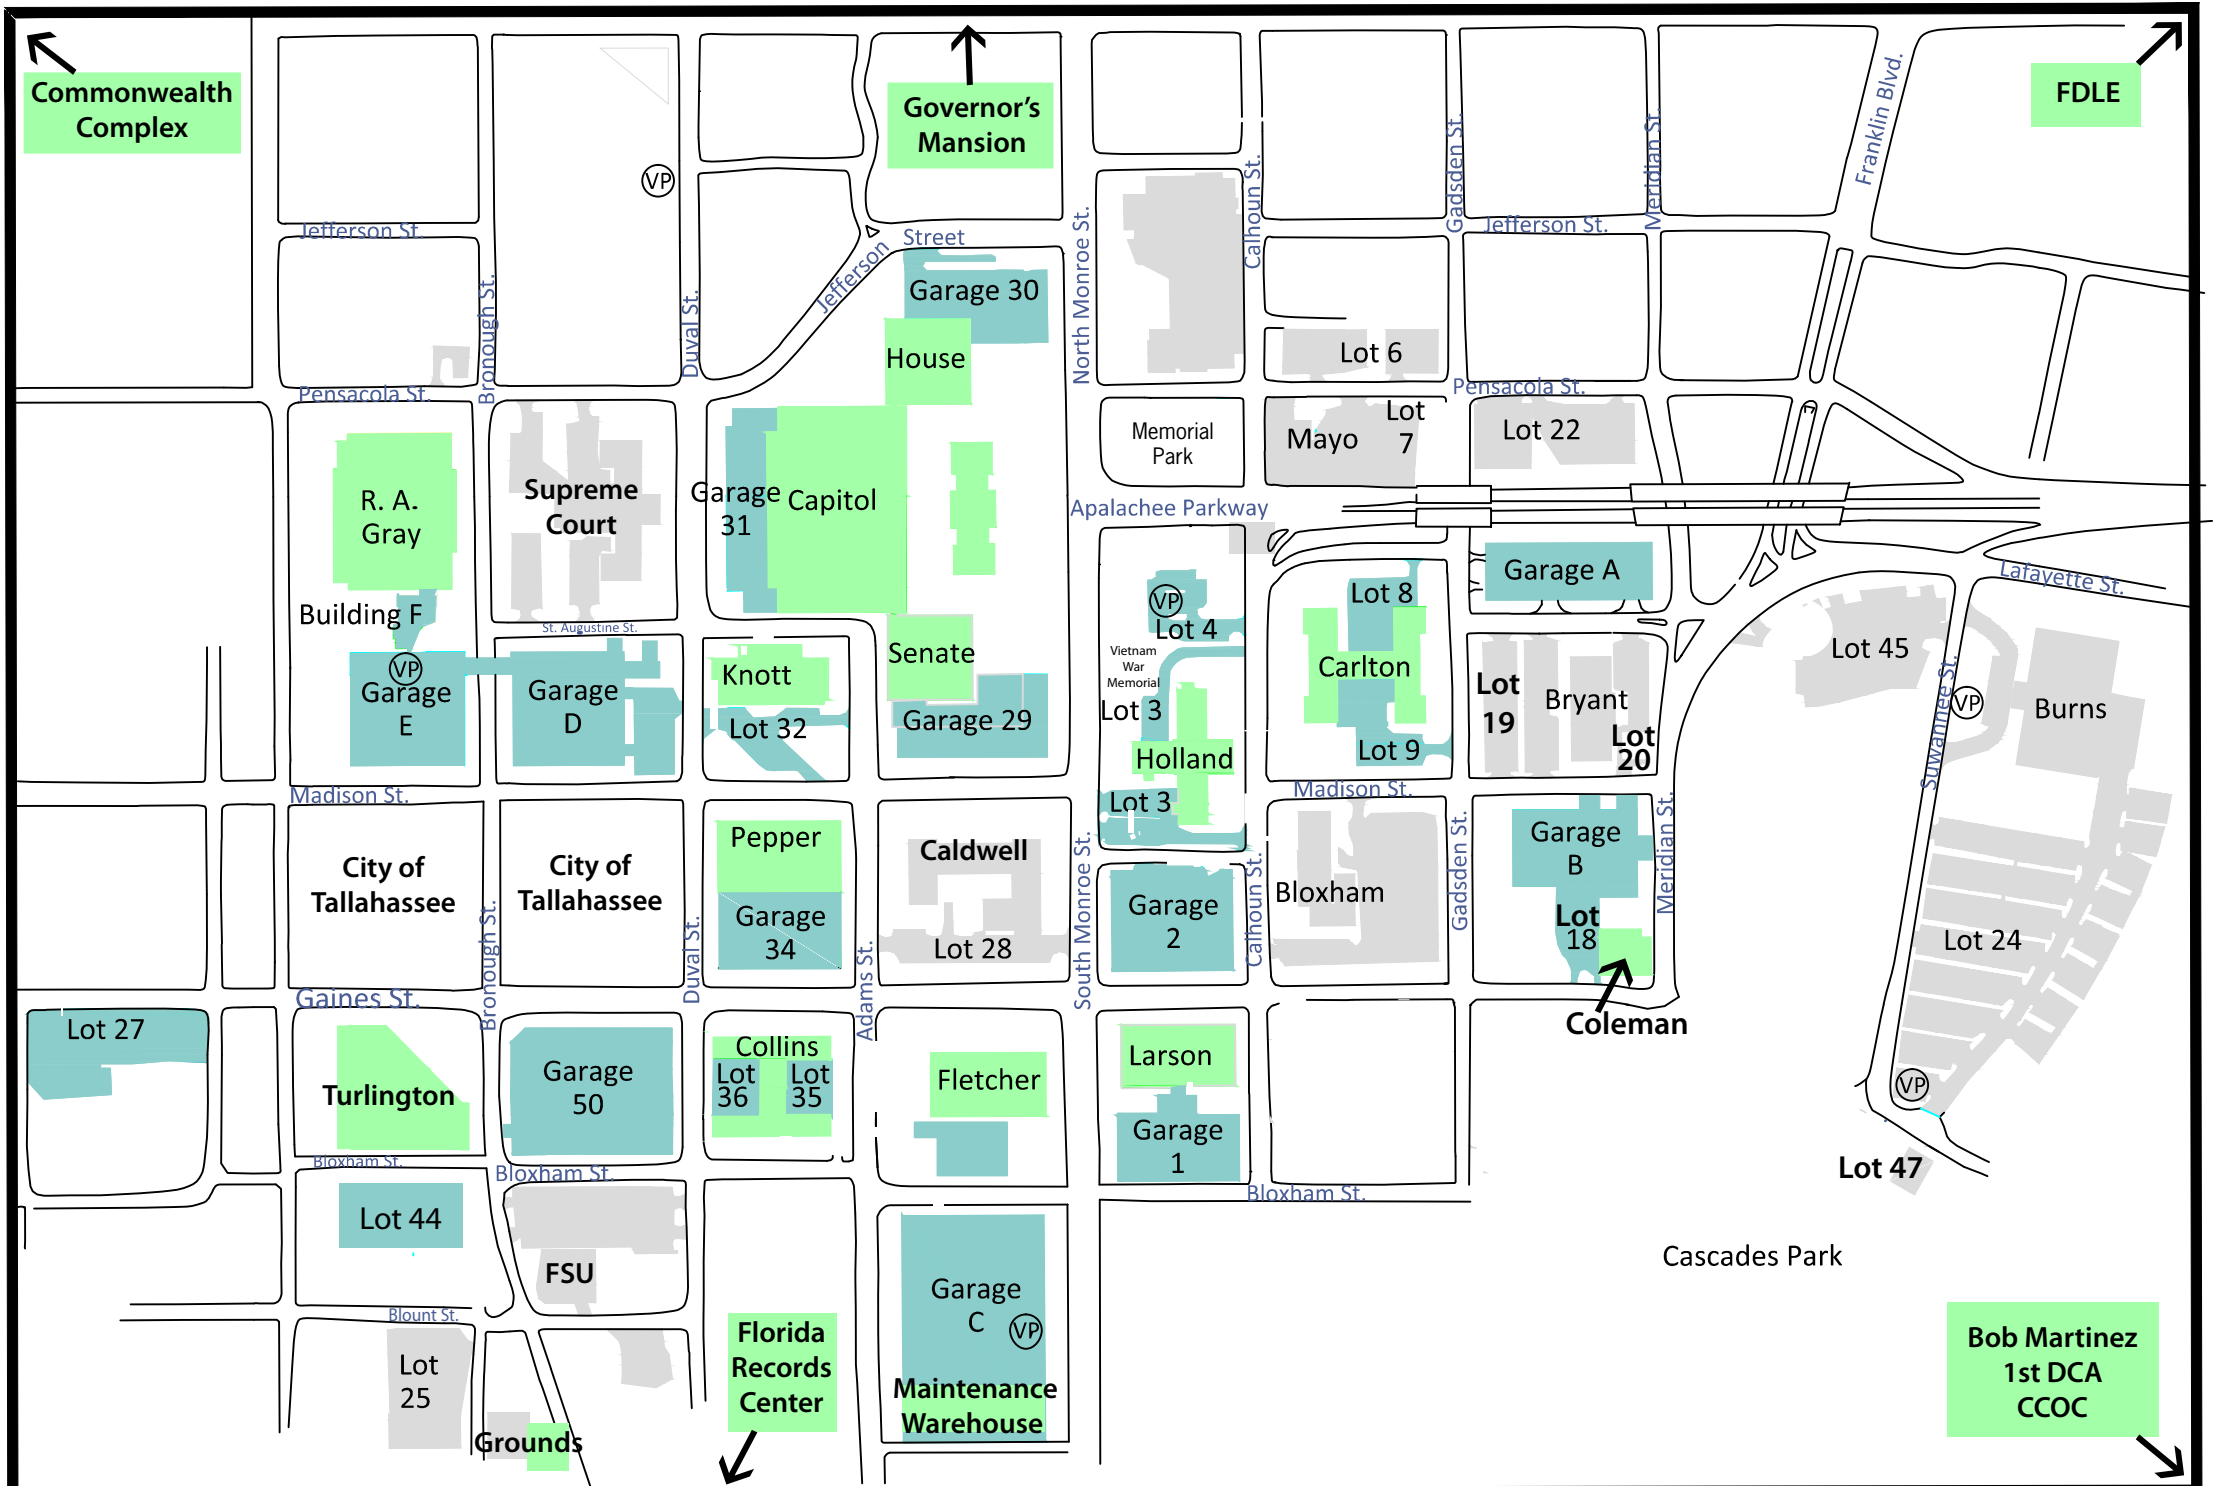 Commonwealth
Complex
Governor's
Mansion
FDLE
Franklin Blvd.
VP
Jefferson St.
Jefferson
Street
Gadsden St.
Meridian St.
Jefferson St.
Calhoun St.
North Monroe St.
Bronough St.
Duval St.
Garage 30
House
Lot 6
Pensacola St.
Pensacola St.
Memorial
Park
Mayo
Lot
7
Lot 22
R. A.
Gray
Supreme
Court
Garage
31
Capitol
Apalachee Parkway
Garage A
Lafayette St.
Building F
St. Augustine St.
VP
Lot 4
Lot 8
Vietnam
War
Memorial
Lot 3
Carlton
Lot 45
Suwannee St.
VP
Burns
VP
Garage
E
Garage
D
Knott
Lot 32
Senate
Garage 29
Holland
Lot 9
Lot
19
Bryant
Lot
20
Madison St.
Madison St.
Lot 3
City of
Tallahassee
City of
Tallahassee
Pepper
Garage
34
Caldwell
Lot 28
Garage
2
Bloxham
Garage
B
Lot
18
Coleman
Lot 24
Bronough St.
Duval St.
Adams St.
South Monroe St.
Calhoun St.
Gadsden St.
Meridian St.
Gaines St.
Lot 27
Turlington
Garage
50
Collins
Lot
36
Lot
35
Fletcher
Larson
Garage
1
VP
Lot 47
Bloxham St.
Bloxham St.
Bloxham St.
Lot 44
FSU
Blount St.
Lot
25
Grounds
Florida
Records
Center
Garage
C
VP
Maintenance
Warehouse
Cascades Park
Bob Martinez
1st DCA
CCOC